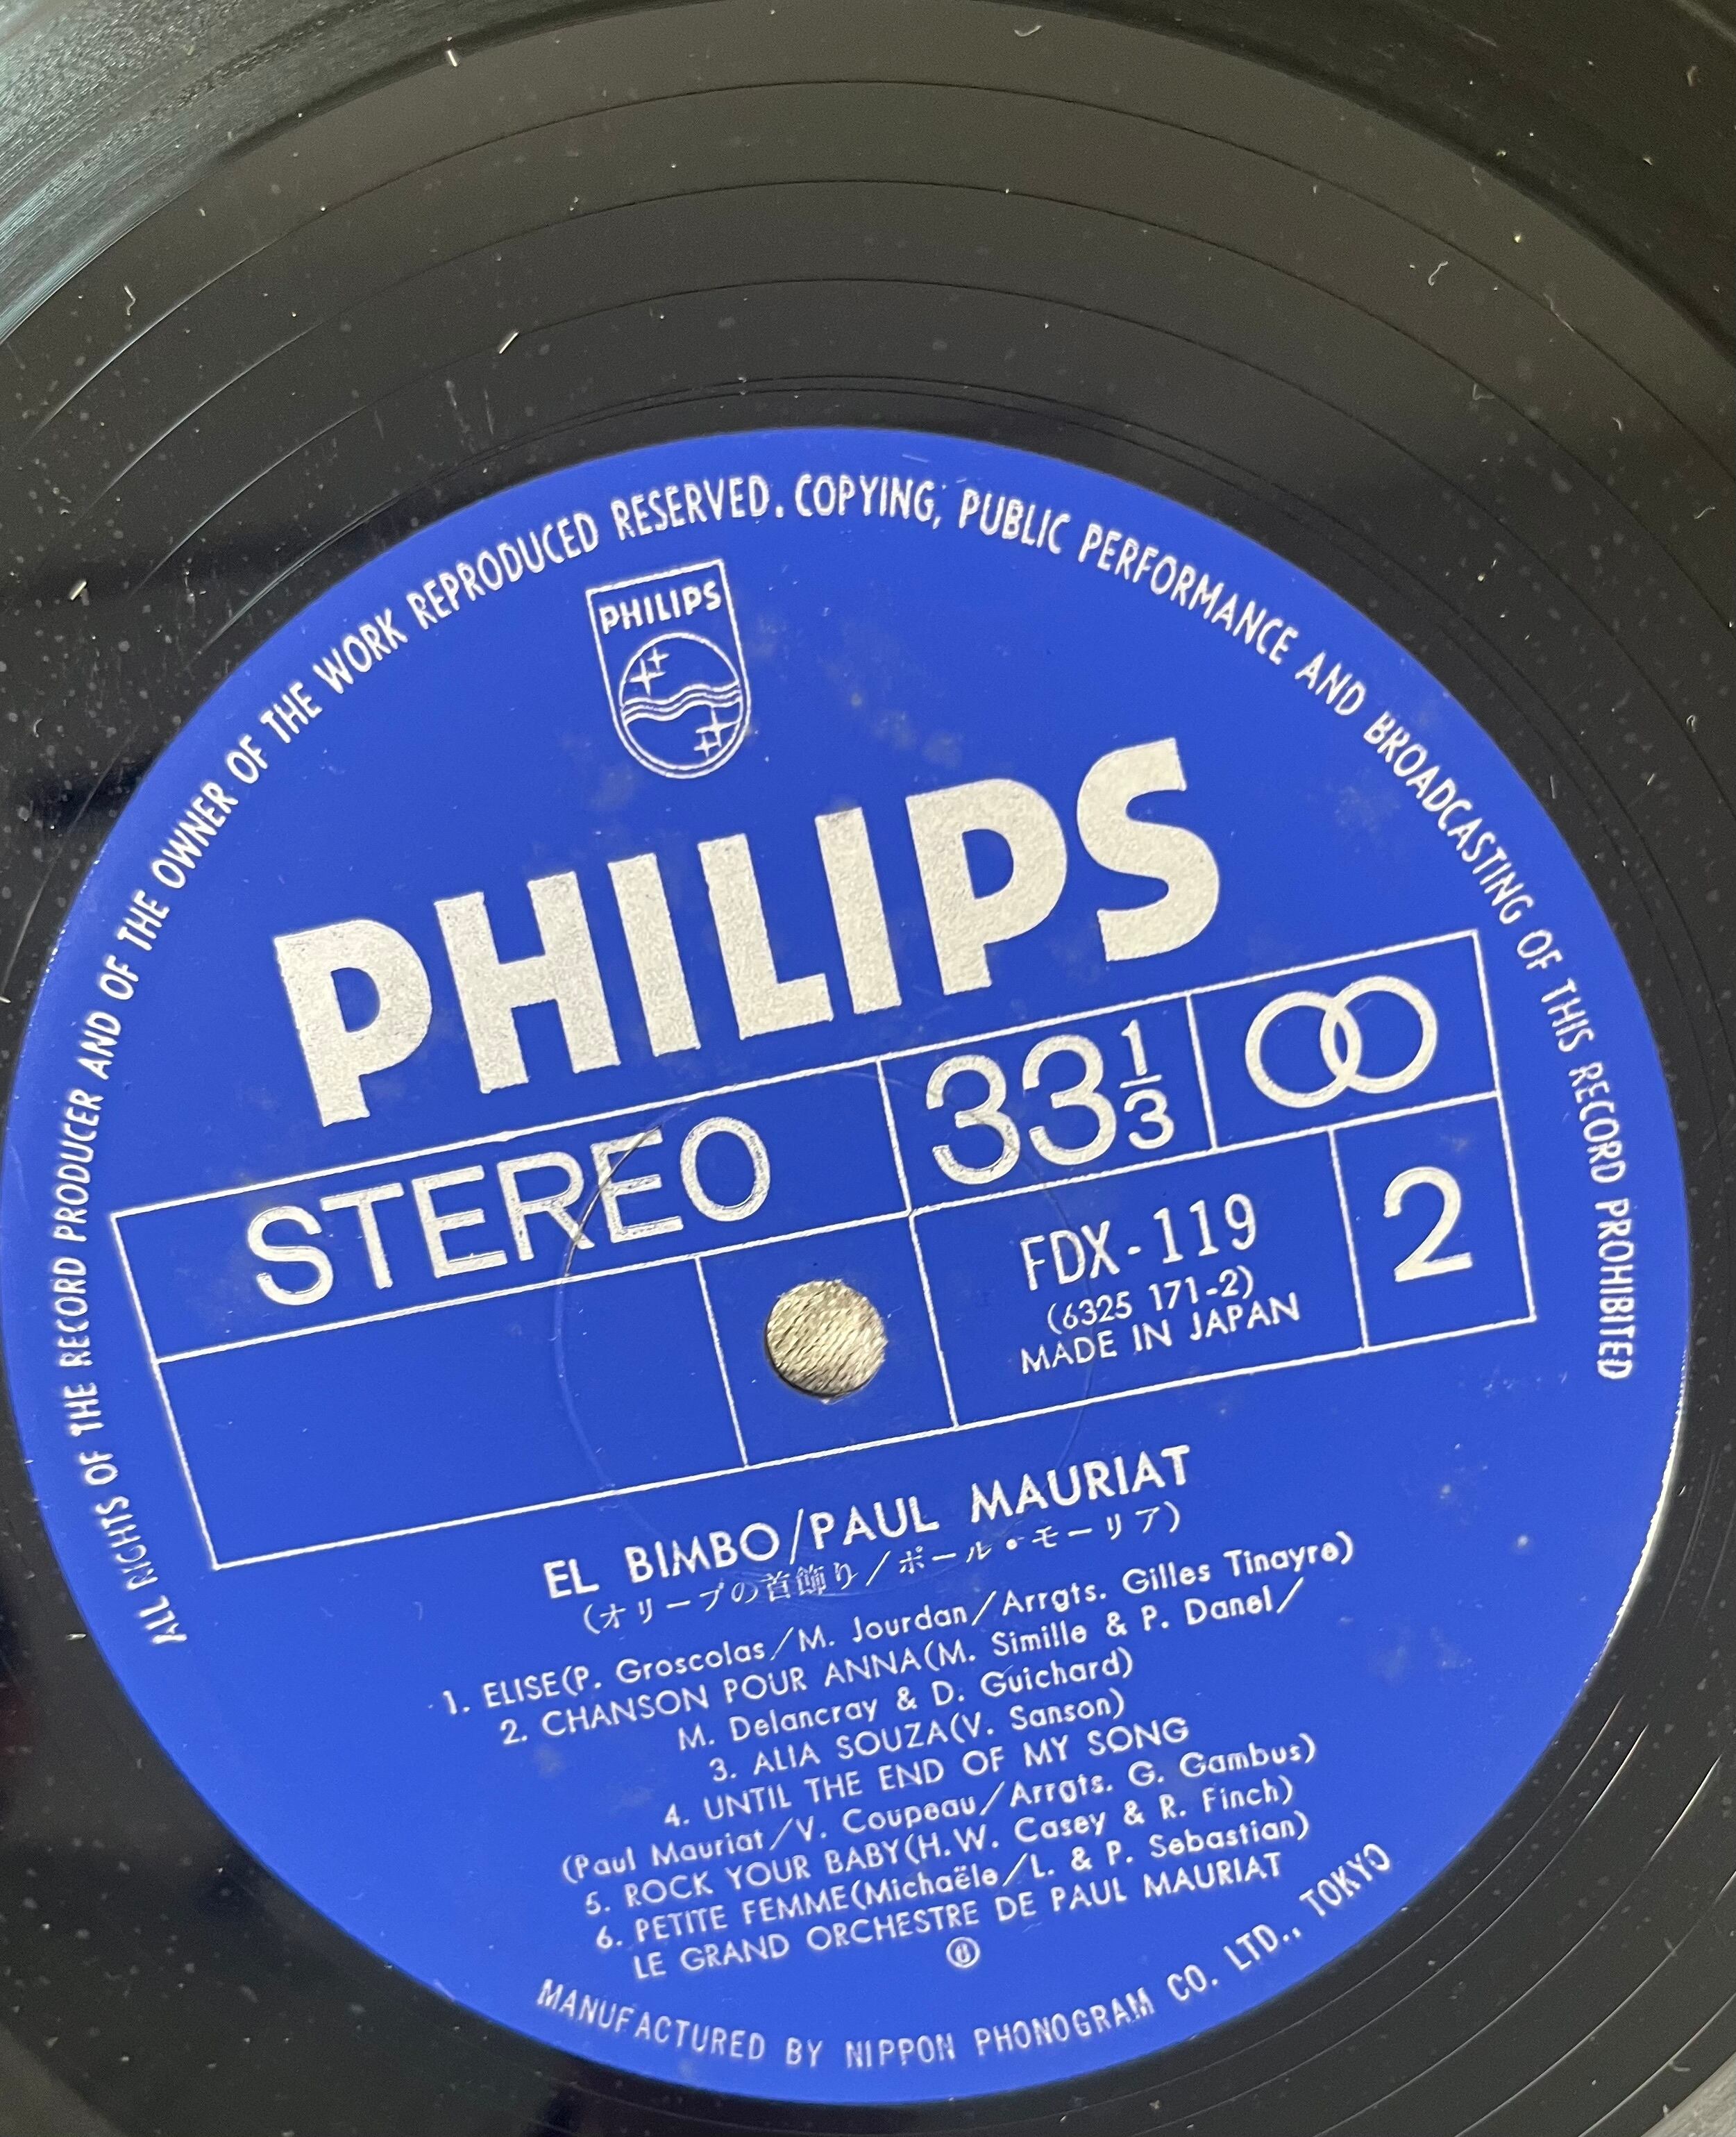 ALL RIGHTS OF THE RECORD PRODUCER AND OF THE OWNER OF THE WORK REPRODUCED RESERVED. COPYING, PUBLIC PERFORMANCE AND BROADCASTING OF THIS RECORD PROHIBITED
PHILIPS
PHILIPS
STEREO
33 1/3
FDX-119
(6325 171-2)
MADE IN JAPAN
2
EL BIMBO/PAUL MAURIAT
(オリーブの首飾り/ポール・モーリア)
1. ELISE(P. Groscolas/M. Jourdan/Arrgts. Gilles Tinayre)
2. CHANSON POUR ANNA(M. Simille & P. Danel/
M. Delancray & D. Guichard)
3. ALIA SOUZA(V. Sanson)
4. UNTIL THE END OF MY SONG
(Paul Mauriat/V. Coupeau/Arrgts. G. Gambus)
5. ROCK YOUR BABY(H.W. Casey & R. Finch)
6. PETITE FEMME(Michaële/L. & P. Sebastian)
LE GRAND ORCHESTRE DE PAUL MAURIAT
MANUFACTURED BY NIPPON PHONOGRAM CO. LTD., TOKYO